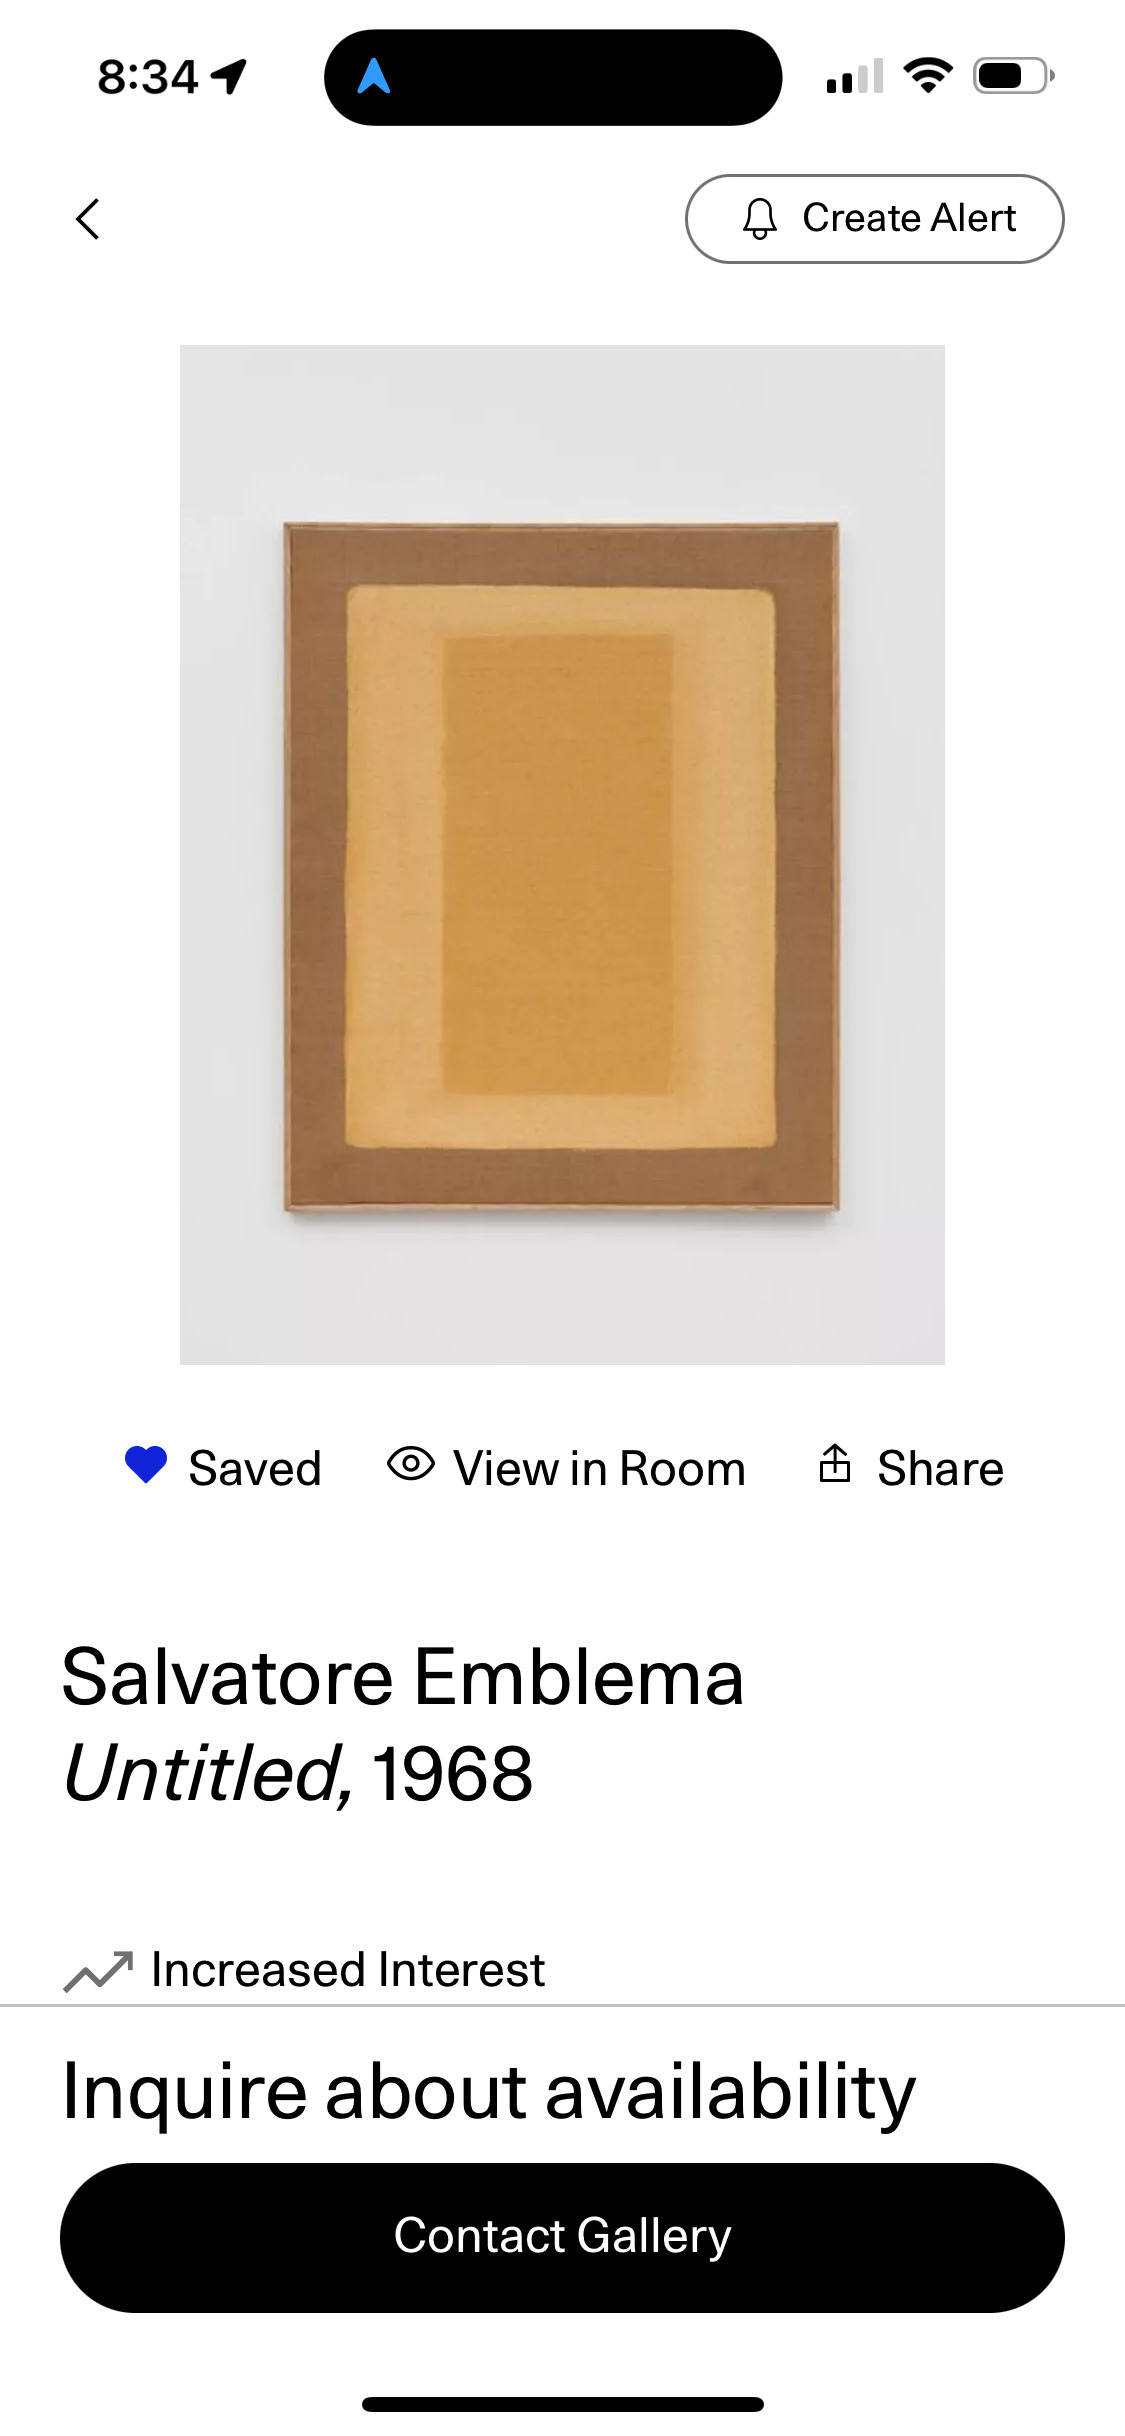 8:34
Create Alert
Saved
View in Room
Share
Salvatore Emblema
Untitled, 1968
Increased Interest
Inquire about availability
Contact Gallery